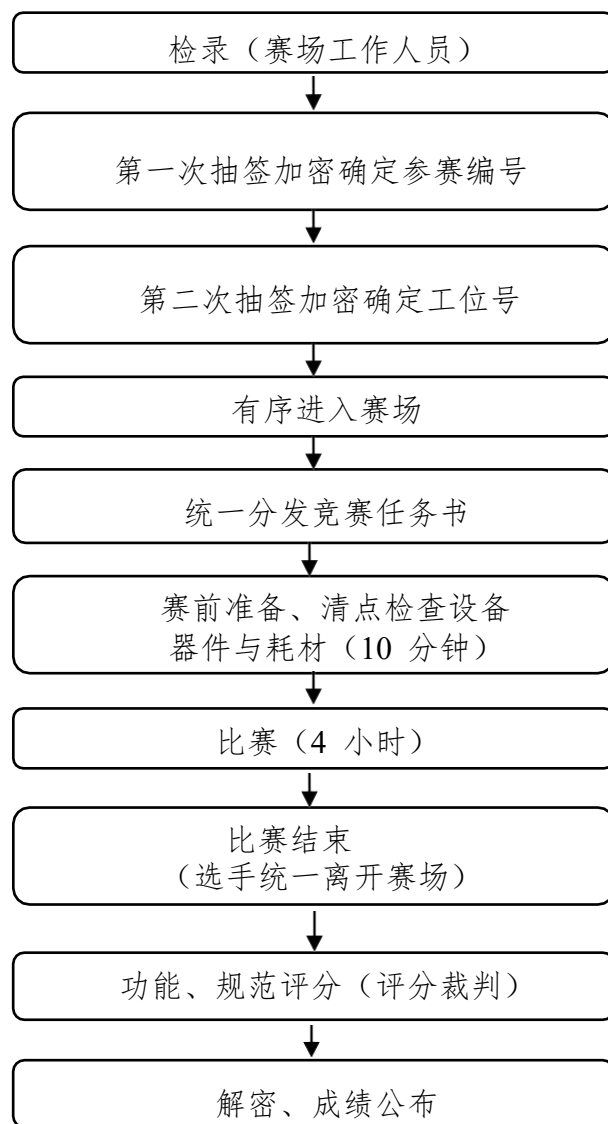 检录（赛场工作人员）
第一次抽签加密确定参赛编号
第二次抽签加密确定工位号
有序进入赛场
统一分发竞赛任务书
赛前准备、清点检查设备
器件与耗材（10 分钟）
比赛（4 小时）
比赛结束
（选手统一离开赛场）
功能、规范评分（评分裁判）
解密、成绩公布